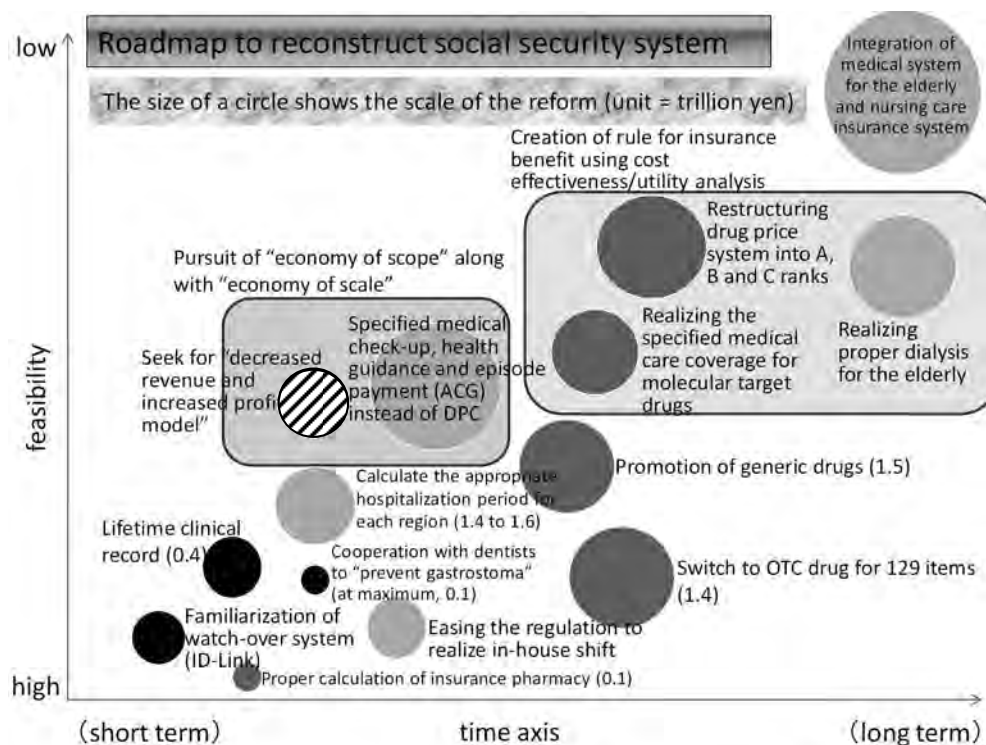 low
Roadmap to reconstruct social security system
The size of a circle shows the scale of the reform (unit = trillion yen)
Integration of
medical system
for the elderly
and nursing care
insurance system
Creation of rule for insurance
benefit using cost
effectiveness/utility analysis
Restructuring
drug price
system into A,
B and C ranks
Realizing the
specified medical
care coverage for
molecular target
drugs
Realizing
proper dialysis
for the elderly
Pursuit of “economy of scope” along
with “economy of scale”
Seek for “decreased
revenue and
increased profit
model”
Specified medical
check-up, health
guidance and episode
payment (ACG)
instead of DPC
feasibility
Promotion of generic drugs (1.5)
Calculate the appropriate
hospitalization period for
each region (1.4 to 1.6)
Lifetime clinical
record (0.4)
Cooperation with dentists
to “prevent gastrostoma”
(at maximum, 0.1)
Switch to OTC drug for 129 items
(1.4)
Familiarization of
watch-over system
(ID-Link)
Easing the regulation to
realize in-house shift
Proper calculation of insurance pharmacy (0.1)
high
(short term)
time axis
(long term)